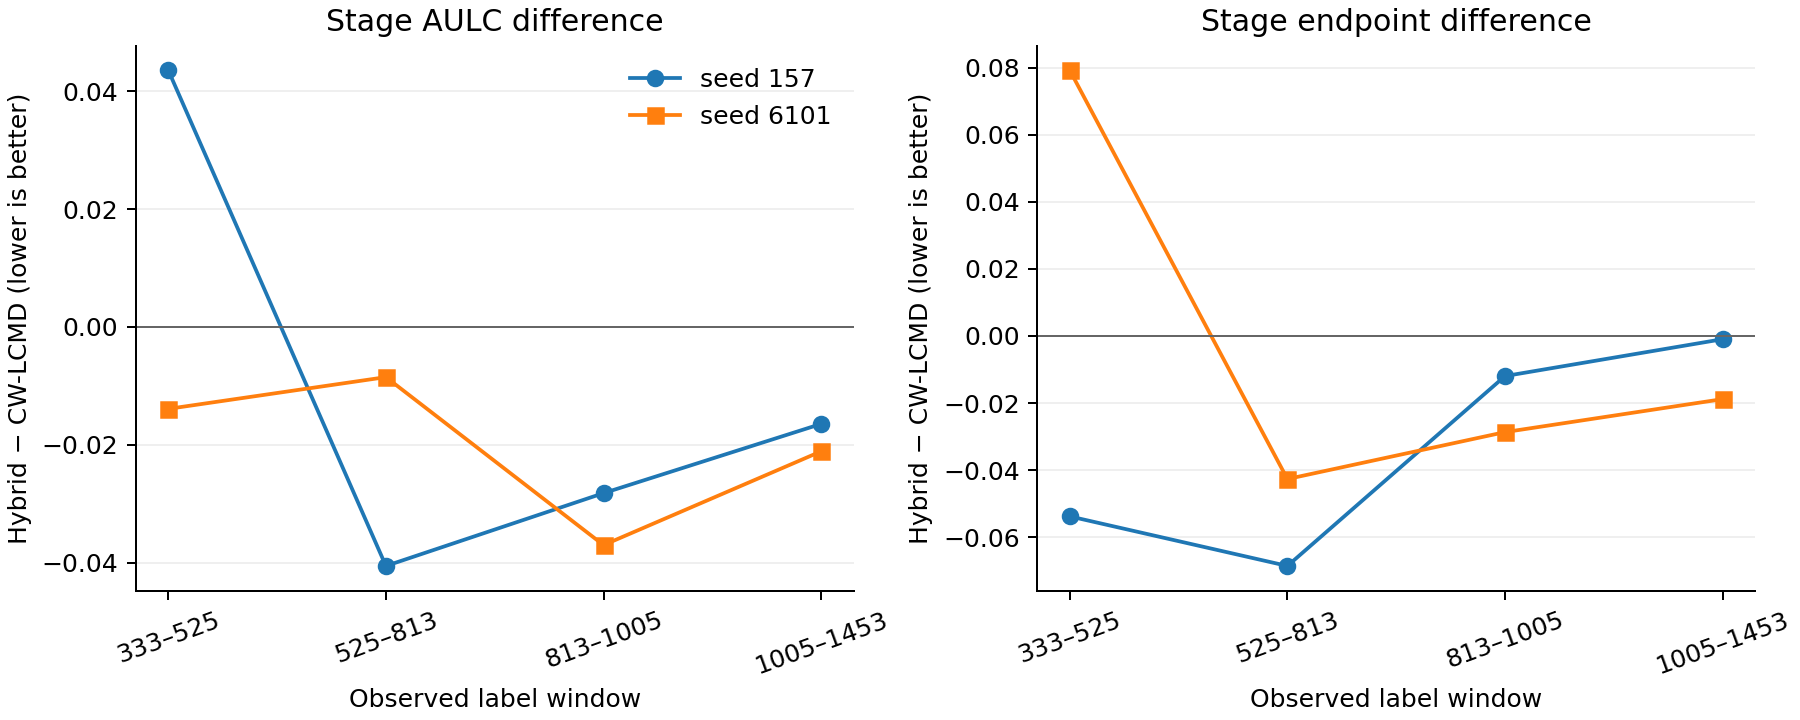 Stage AULC difference
Hybrid − CW-LCMD (lower is better)
0.04
0.02
0.00
−0.02
−0.04
seed 157
seed 6101
333–525
525–813
813–1005
1005–1453
Observed label window
Stage endpoint difference
Hybrid − CW-LCMD (lower is better)
0.08
0.06
0.04
0.02
0.00
−0.02
−0.04
−0.06
333–525
525–813
813–1005
1005–1453
Observed label window